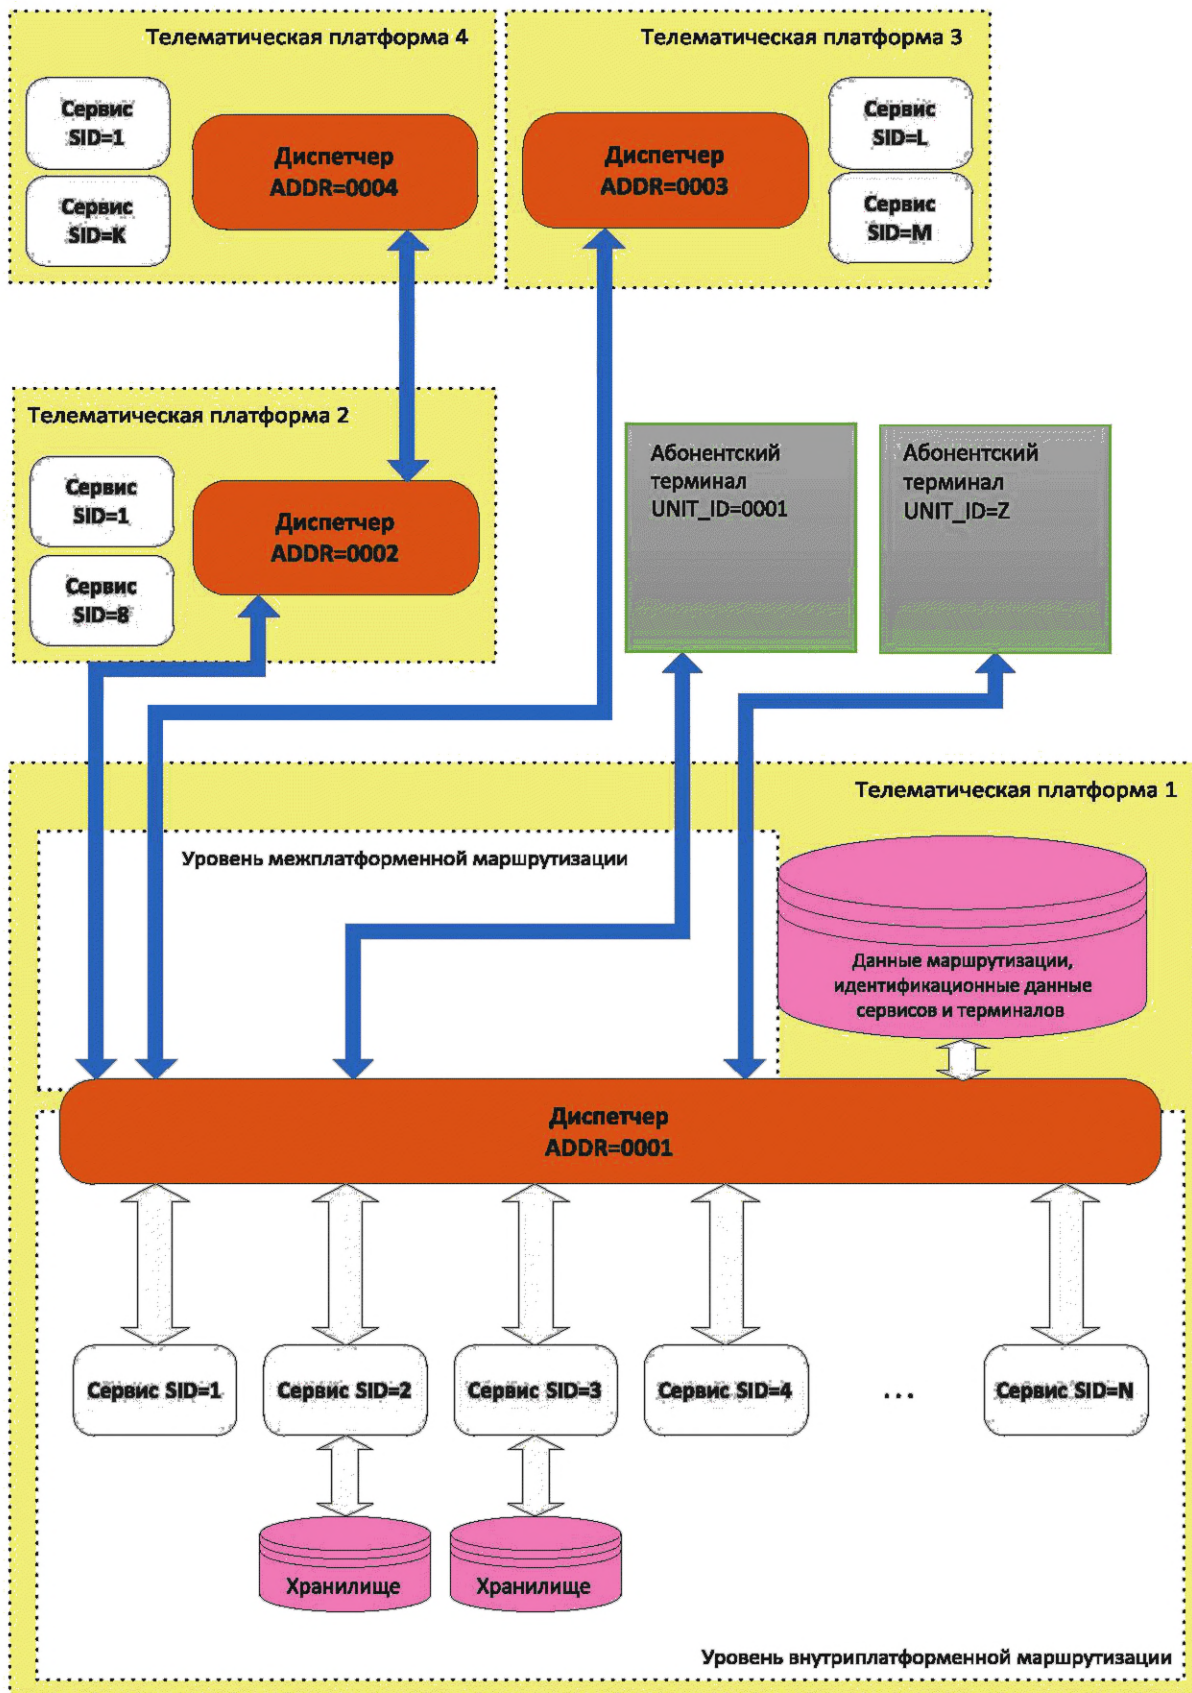 Телематическая платформа 4
Сервис
SID=1
Сервис
SID=K
Диспетчер
ADDR=0004
Телематическая платформа 3
Диспетчер
ADDR=0003
Сервис
SID=L
Сервис
SID=M
Телематическая платформа 2
Сервис
SID=1
Сервис
SID=8
Диспетчер
ADDR=0002
Абонентский
терминал
UNIT_ID=0001
Абонентский
терминал
UNIT_ID=Z
Телематическая платформа 1
Уровень межплатформенной маршрутизации
Данные маршрутизации,
идентификационные данные
сервисов и терминалов
Диспетчер
ADDR=0001
Сервис SID=1
Сервис SID=2
Сервис SID=3
Сервис SID=4
...
Сервис SID=N
Хранилище
Хранилище
Уровень внутриплатформенной маршрутизации